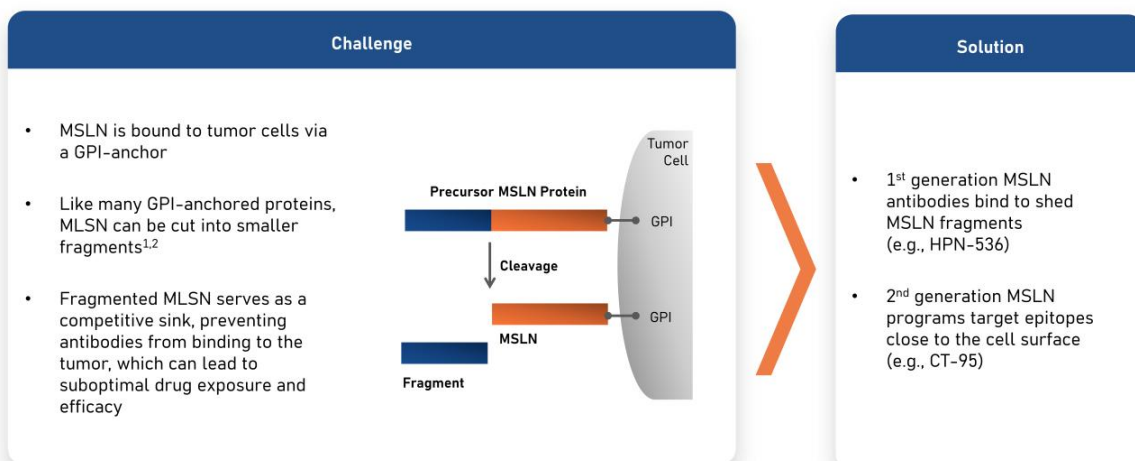 Challenge
• MSLN is bound to tumor cells via
a GPI-anchor
• Like many GPI-anchored proteins,
MLSN can be cut into smaller
fragments1,2
• Fragmented MLSN serves as a
competitive sink, preventing
antibodies from binding to the
tumor, which can lead to
suboptimal drug exposure and
efficacy
Tumor
Cell
Precursor MSLN Protein
GPI
Cleavage
GPI
MSLN
Fragment
Solution
• 1st generation MSLN
antibodies bind to shed
MSLN fragments
(e.g., HPN-536)
• 2nd generation MSLN
programs target epitopes
close to the cell surface
(e.g., CT-95)